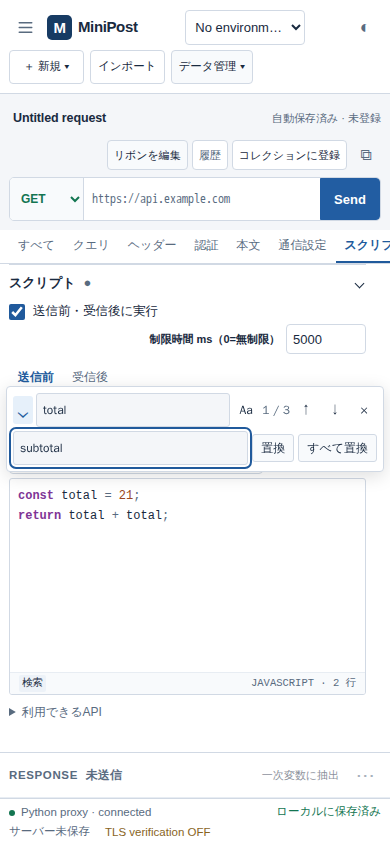 M MiniPost No environm…
＋ 新規 ▾ インポート データ管理 ▾
Untitled request 自動保存済み · 未登録
リボンを編集 履歴 コレクションに登録
GET https://api.example.com Send
すべて クエリ ヘッダー 認証 本文 通信設定 スクリプ
スクリプト
送信前・受信後に実行
制限時間 ms（0=無制限） 5000
送信前 受信後
total Aa 1 / 3 ↑ ↓ ×
subtotal 置換 すべて置換
const total = 21;
return total + total;
検索 JAVASCRIPT · 2 行
▶ 利用できるAPI
RESPONSE 未送信 一次変数に抽出 ···
Python proxy · connected ローカルに保存済み
サーバー未保存 TLS verification OFF